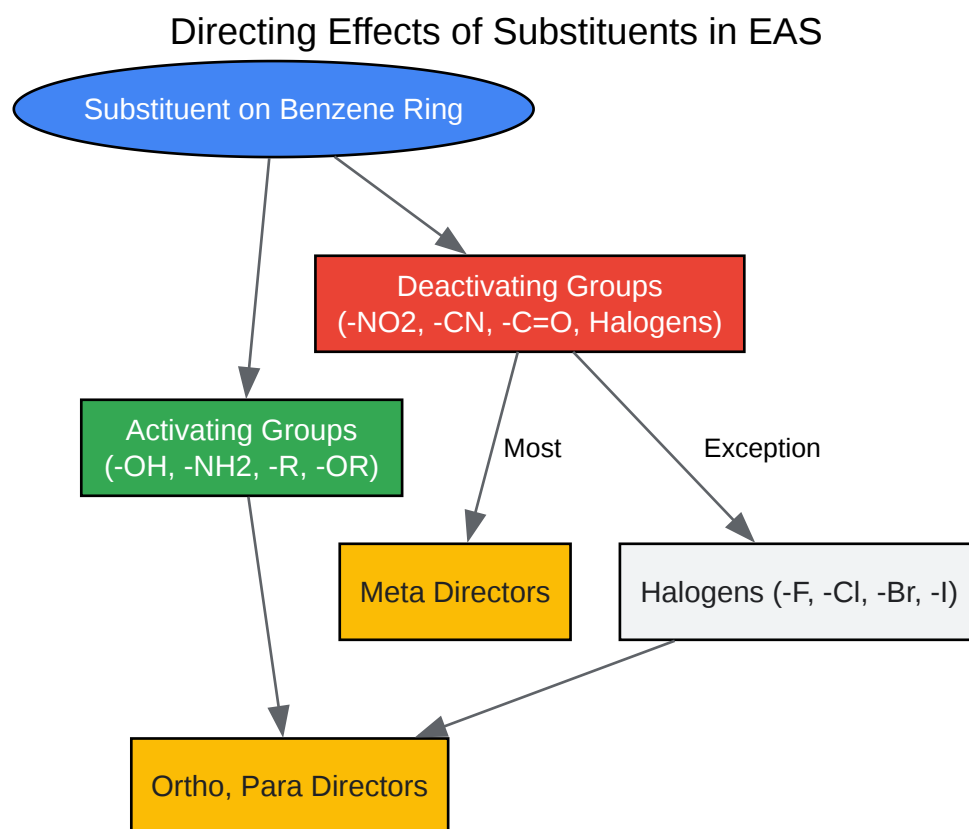 Directing Effects of Substituents in EAS
Substituent on Benzene Ring
Deactivating Groups
(-NO2, -CN, -C=O, Halogens)
Activating Groups
(-OH, -NH2, -R, -OR)
Most
Exception
Meta Directors
Halogens (-F, -Cl, -Br, -I)
Ortho, Para Directors